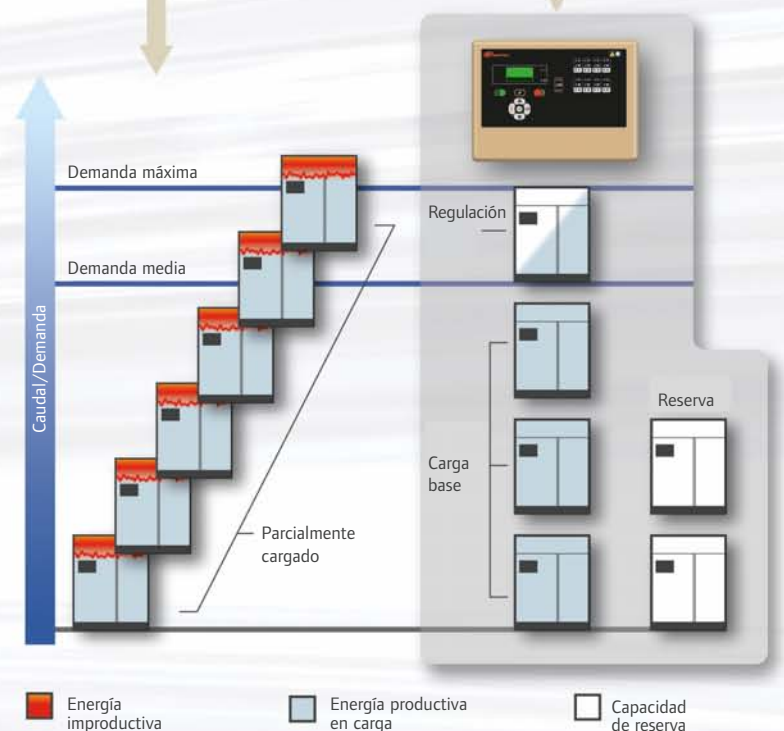 Demanda máxima
Regulación
Demanda media
Caudal/Demanda
Reserva
Carga
base
Parcialmente
cargado
Energía
improductiva
Energía productiva
en carga
Capacidad
de reserva